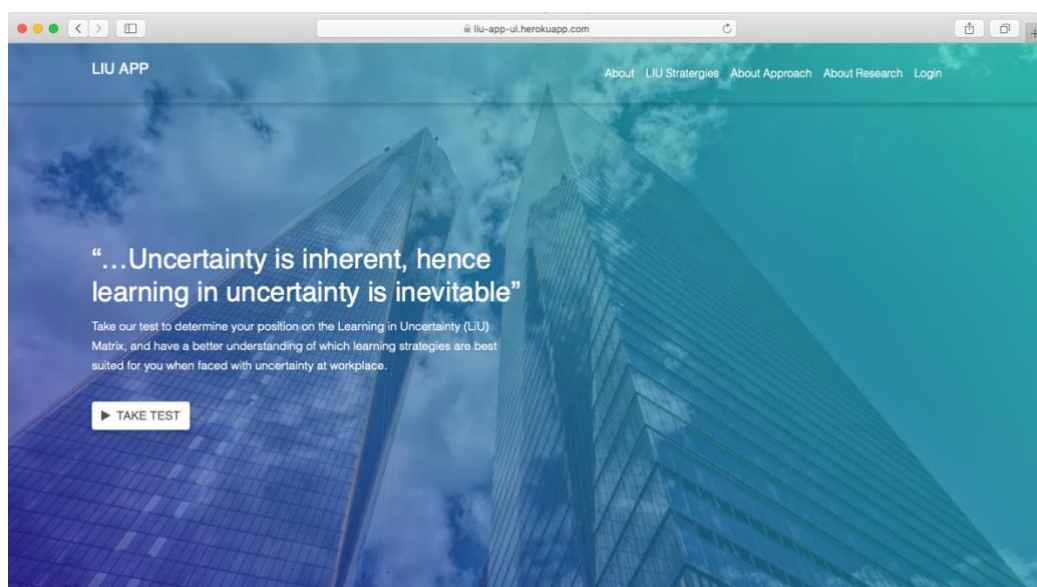 liu-app-ui.herokuapp.com
LIU APP
About LIU Stratergies About Approach About Research Login
“…Uncertainty is inherent, hence
learning in uncertainty is inevitable”
Take our test to determine your position on the Learning in Uncertainty (LiU)
Matrix, and have a better understanding of which learning strategies are best
suited for you when faced with uncertainty at workplace.
TAKE TEST